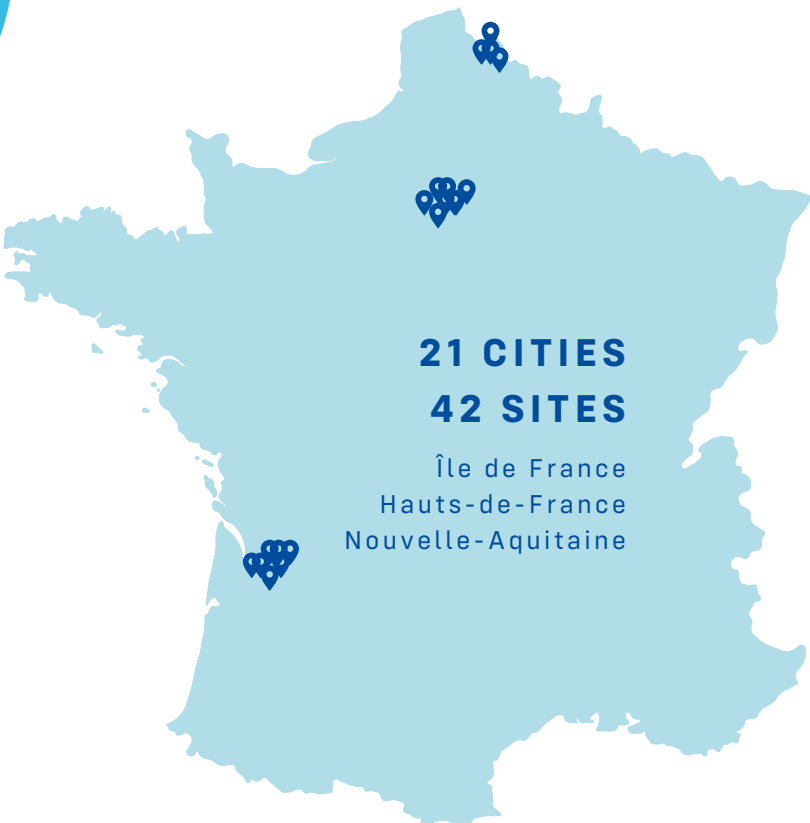 21 CITIES
42 SITES
Île de France
Hauts-de-France
Nouvelle-Aquitaine